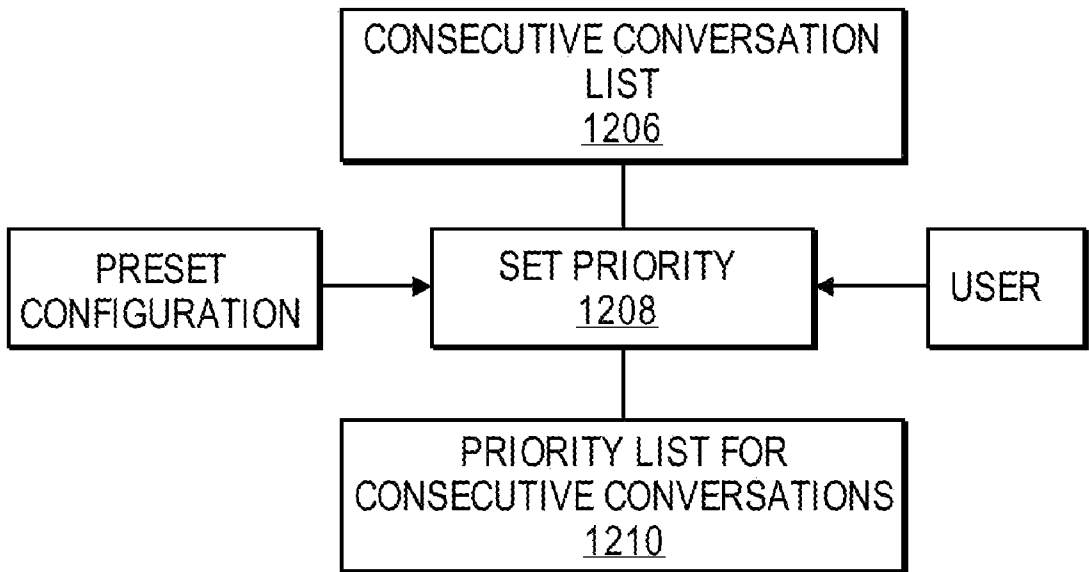 CONSECUTIVE CONVERSATION
LIST
1206
PRESET
CONFIGURATION
SET PRIORITY
1208
USER
PRIORITY LIST FOR
CONSECUTIVE CONVERSATIONS
1210